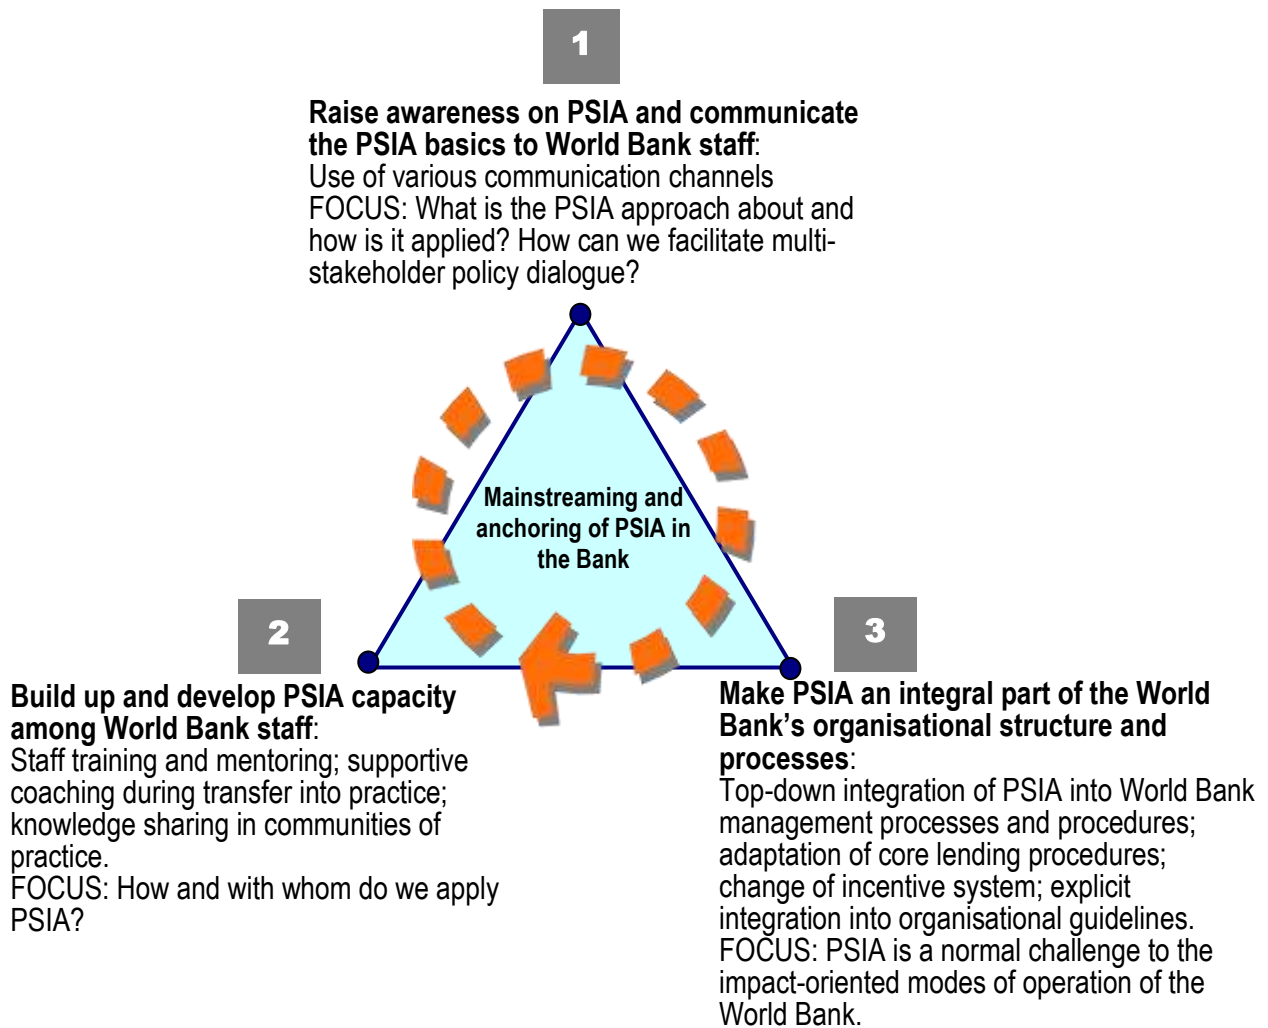 1
Raise awareness on PSIA and communicate
the PSIA basics to World Bank staff:
Use of various communication channels
FOCUS: What is the PSIA approach about and
how is it applied? How can we facilitate multi-
stakeholder policy dialogue?
Mainstreaming and
anchoring of PSIA in
the Bank
2
Build up and develop PSIA capacity
among World Bank staff:
Staff training and mentoring; supportive
coaching during transfer into practice;
knowledge sharing in communities of
practice.
FOCUS: How and with whom do we apply
PSIA?
3
Make PSIA an integral part of the World
Bank’s organisational structure and
processes:
Top-down integration of PSIA into World Bank
management processes and procedures;
adaptation of core lending procedures;
change of incentive system; explicit
integration into organisational guidelines.
FOCUS: PSIA is a normal challenge to the
impact-oriented modes of operation of the
World Bank.